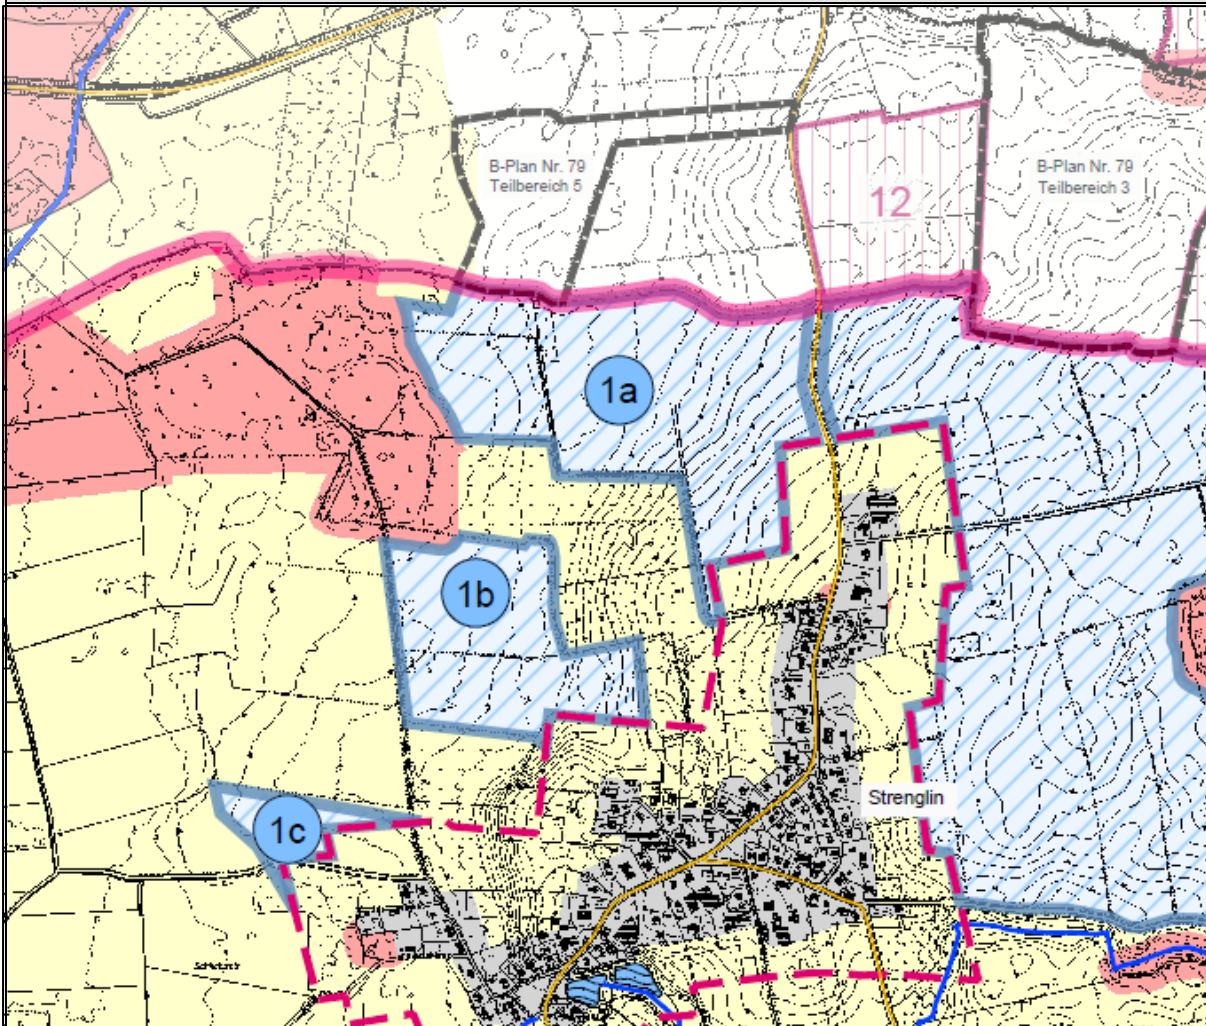 B-Plan Nr. 79
Teilbereich 5
B-Plan Nr. 79
Teilbereich 3
12
1a
1b
Strenglin
1c